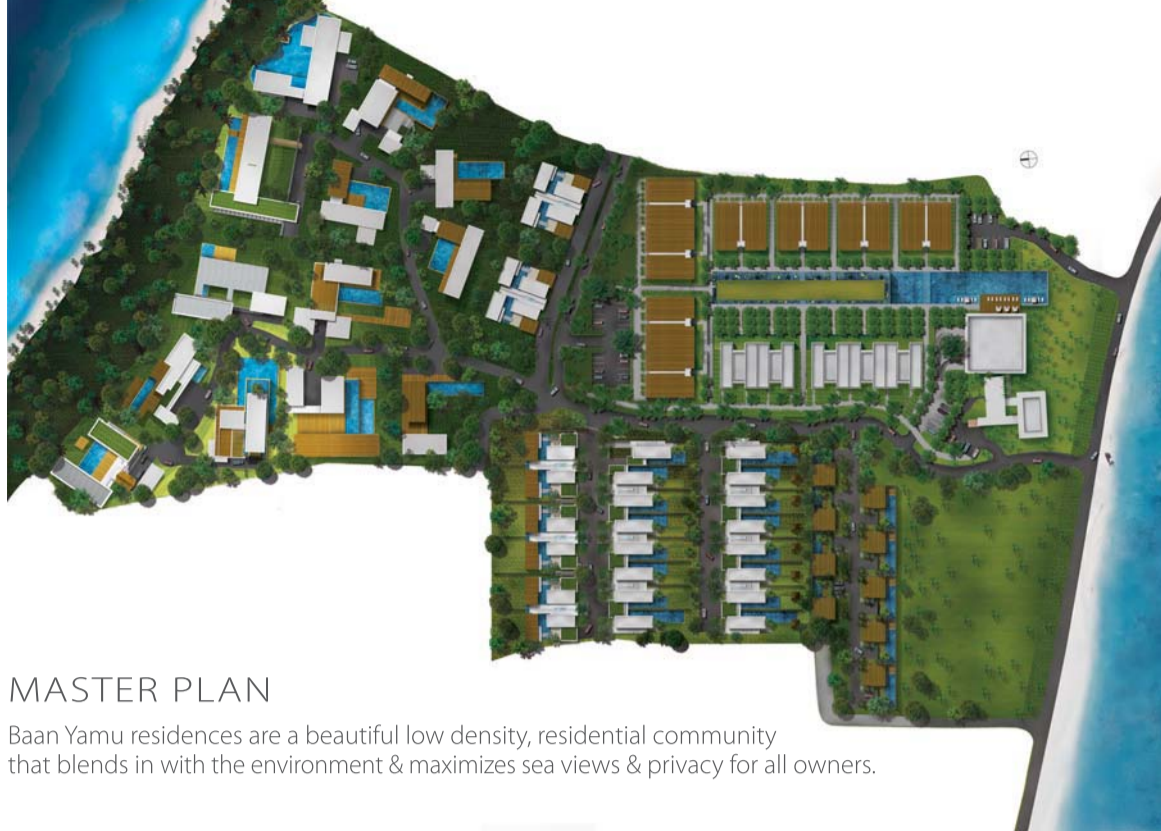 MASTER PLAN
Baan Yamu residences are a beautiful low density, residential community
that blends in with the environment & maximizes sea views & privacy for all owners.